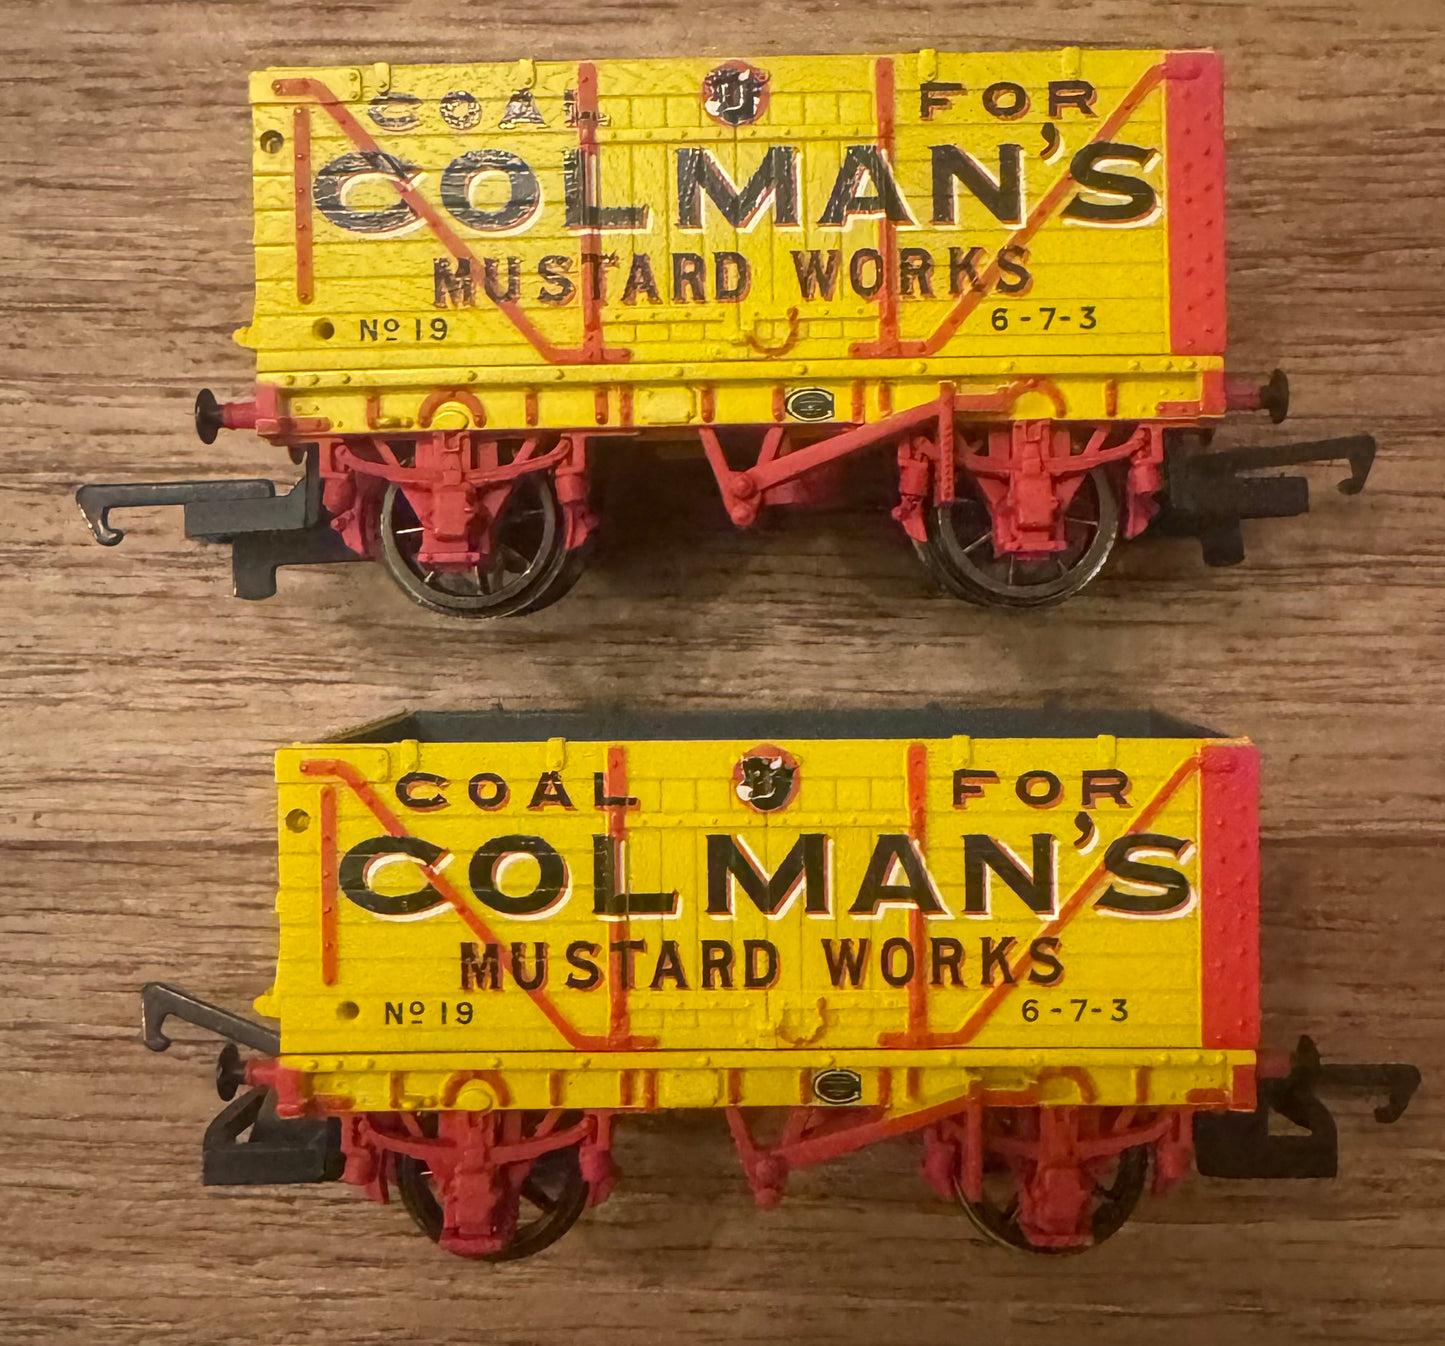 COAL FOR
COLMAN'S
MUSTARD WORKS
Nº 19 6-7-3
C
COAL FOR
COLMAN'S
MUSTARD WORKS
Nº 19 6-7-3
C